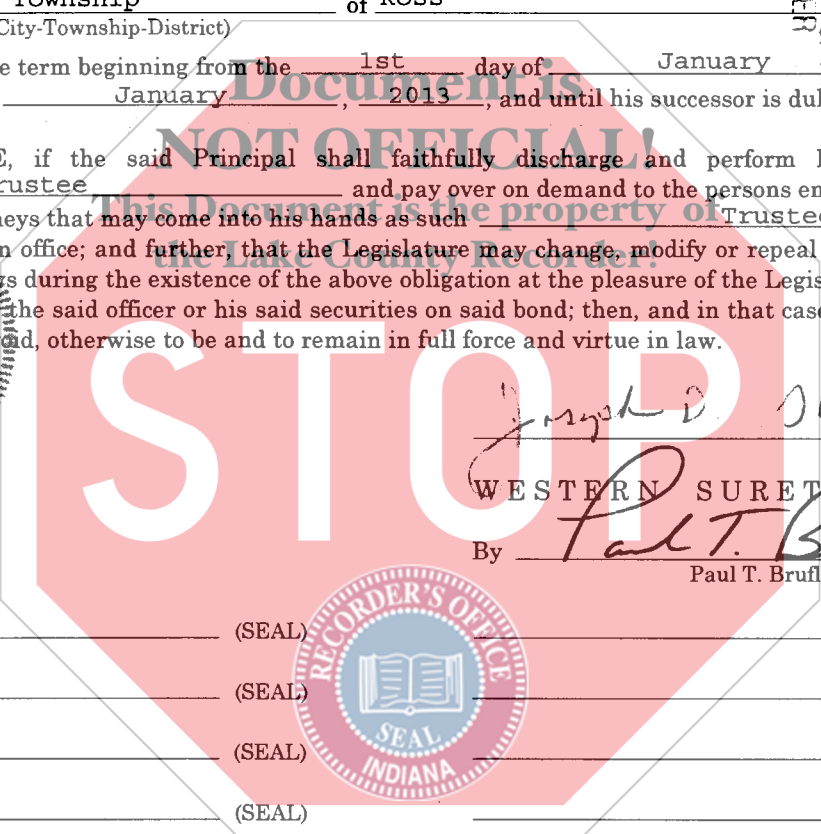 Township of Ross
City-Township-District)
e term beginning from the 1st day of January
January , 2013 , and until his successor is dul
Document is
NOT OFFICIAL!
This Document is the property of
the Lake County Recorder!
E, if the said Principal shall faithfully discharge and perform
rustee and pay over on demand to the persons en
neys that may come into his hands as such Trustee
n office; and further, that the Legislature may change, modify or repeal
s during the existence of the above obligation at the pleasure of the Legis
the said officer or his said securities on said bond; then, and in that case
, otherwise to be and to remain in full force and virtue in law.
STOP
Joseph D.
WESTERN SURET
By Paul T. B
Paul T. Brufl
(SEAL)
(SEAL)
(SEAL)
(SEAL)
RECORDER'S OFFICE
SEAL
INDIANA